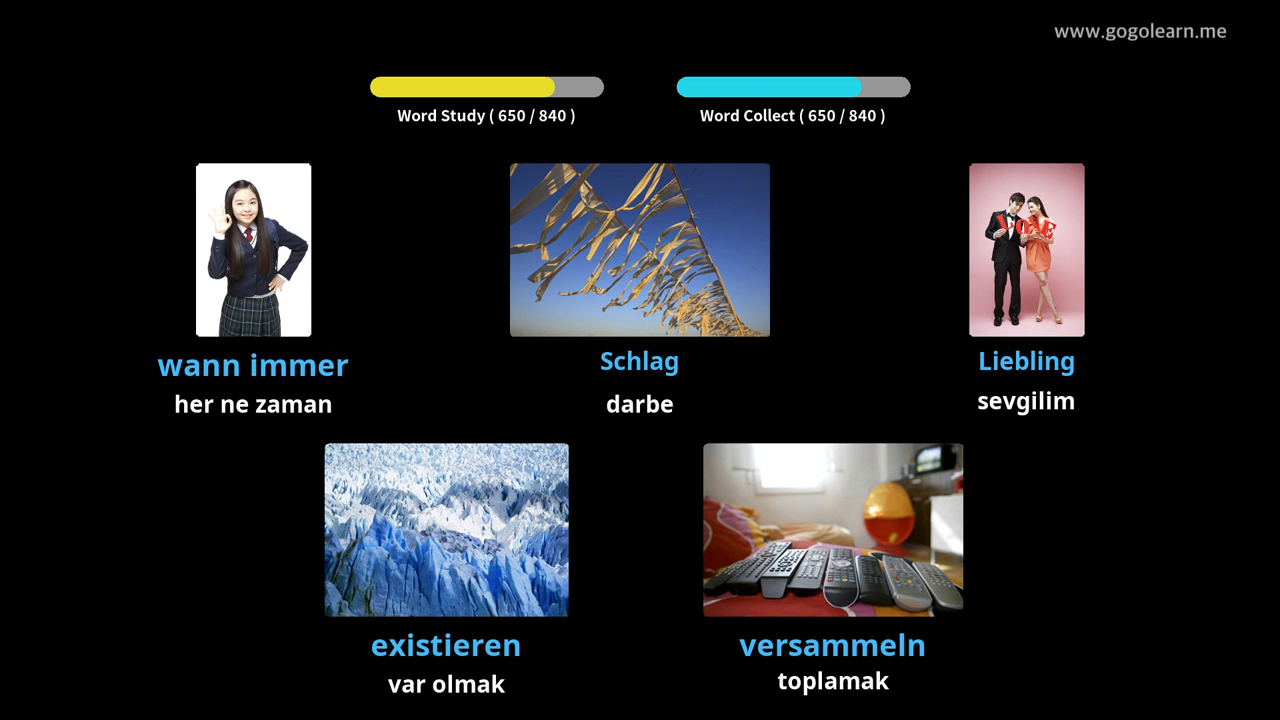 www.gogolearn.me
Word Study ( 650 / 840 )
Word Collect ( 650 / 840 )
LOVE
wann immer
her ne zaman
Schlag
darbe
Liebling
sevgilim
existieren
var olmak
versammeln
toplamak